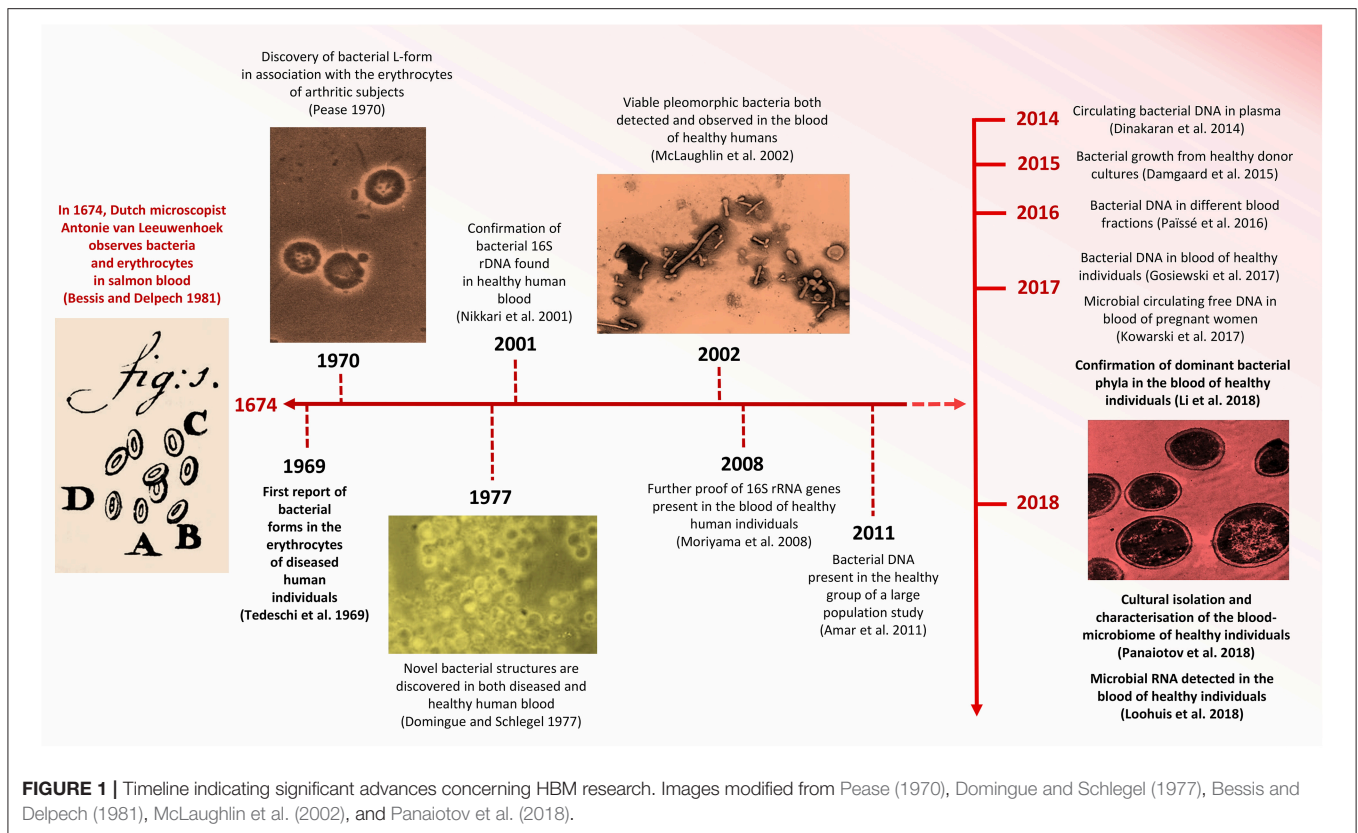 Discovery of bacterial L-form
in association with the erythrocytes
of arthritic subjects
(Pease 1970)
Viable pleomorphic bacteria both
detected and observed in the blood
of healthy humans
(McLaughlin et al. 2002)
In 1674, Dutch microscopist
Antonie van Leeuwenhoek
observes bacteria
and erythrocytes
in salmon blood
(Bessis and Delpech 1981)
fig:1.
C
D
A
B
Confirmation of
bacterial 16S
rDNA found
in healthy human
blood
(Nikkari et al. 2001)
1970
2001
2002
1674
1969
First report of
bacterial
forms in the
erythrocytes
of diseased
human
individuals
(Tedeschi et al. 1969)
1977
Novel bacterial structures are
discovered in both diseased and
healthy human blood
(Domingue and Schlegel 1977)
2008
Further proof of 16S rRNA genes
present in the blood of healthy
human individuals
(Moriyama et al. 2008)
2011
Bacterial DNA
present in the healthy
group of a large
population study
(Amar et al. 2011)
2014
Circulating bacterial DNA in plasma
(Dinakaran et al. 2014)
2015
Bacterial growth from healthy donor
cultures (Damgaard et al. 2015)
2016
Bacterial DNA in different blood
fractions (Païssé et al. 2016)
2017
Bacterial DNA in blood of healthy
individuals (Gosiewski et al. 2017)
Microbial circulating free DNA in
blood of pregnant women
(Kowarski et al. 2017)
2018
Confirmation of dominant bacterial
phyla in the blood of healthy
individuals (Li et al. 2018)
Cultural isolation and
characterisation of the blood-
microbiome of healthy individuals
(Panaiotov et al. 2018)
Microbial RNA detected in the
blood of healthy individuals
(Loohuis et al. 2018)
FIGURE 1 | Timeline indicating significant advances concerning HBM research. Images modified from Pease (1970), Domingue and Schlegel (1977), Bessis and
Delpech (1981), McLaughlin et al. (2002), and Panaiotov et al. (2018).